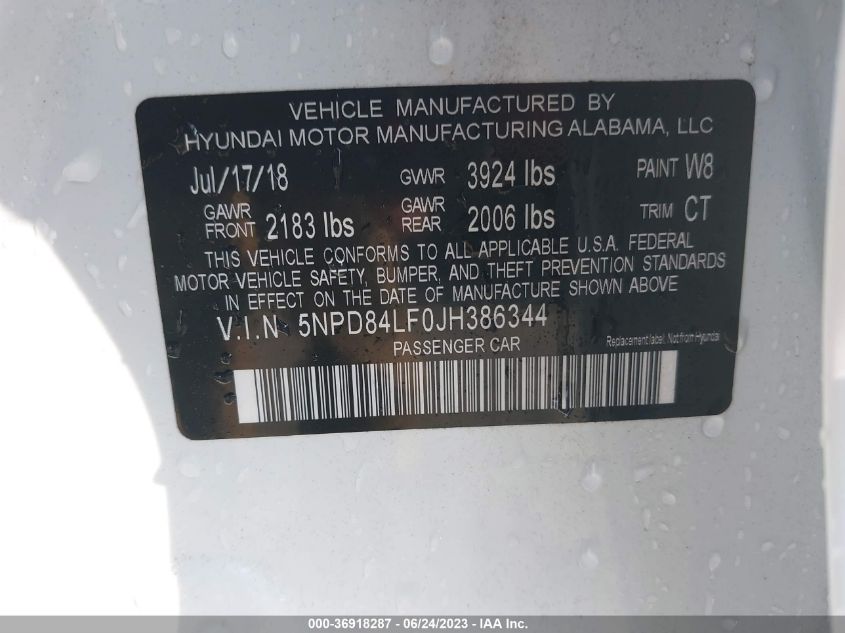 VEHICLE MANUFACTURED BY
HYUNDAI MOTOR MANUFACTURING ALABAMA, LLC
Jul/17/18 GVWR 3924 lbs PAINT W8
GAWR FRONT 2183 lbs GAWR REAR 2006 lbs TRIM CT
THIS VEHICLE CONFORMS TO ALL APPLICABLE U.S.A. FEDERAL
MOTOR VEHICLE SAFETY, BUMPER, AND THEFT PREVENTION STANDARDS
IN EFFECT ON THE DATE OF MANUFACTURE SHOWN ABOVE
V.I.N 5NPD84LF0JH386344
Replacement label, Not from Hyundai
PASSENGER CAR
000-36918287 - 06/24/2023 - IAA Inc.